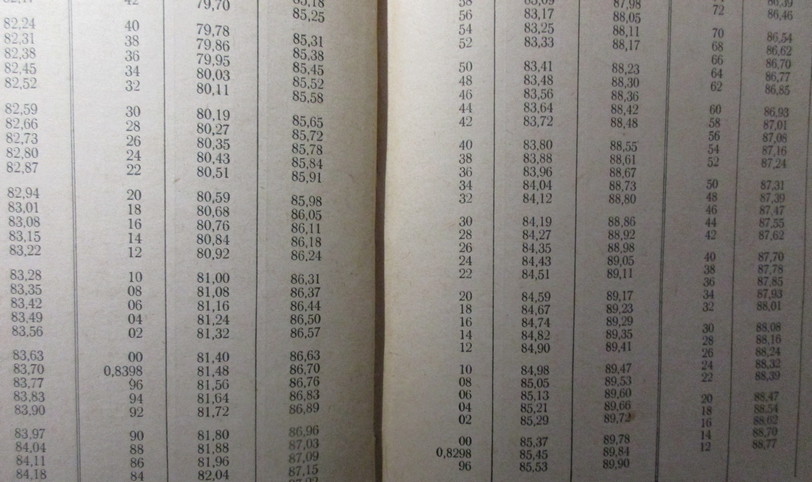 42 79,70 85,25
82,24 40 79,78 85,31
82,31 38 79,86 85,38
82,38 36 79,95 85,45
82,45 34 80,03 85,52
82,52 32 80,11 85,58
82,59 30 80,19 85,65
82,66 28 80,27 85,72
82,73 26 80,35 85,78
82,80 24 80,43 85,84
82,87 22 80,51 85,91
82,94 20 80,59 85,98
83,01 18 80,68 86,05
83,08 16 80,76 86,11
83,15 14 80,84 86,18
83,22 12 80,92 86,24
83,28 10 81,00 86,31
83,35 08 81,08 86,37
83,42 06 81,16 86,44
83,49 04 81,24 86,50
83,56 02 81,32 86,57
83,63 00 81,40 86,63
83,70 0,8398 81,48 86,70
83,77 96 81,56 86,76
83,83 94 81,64 86,83
83,90 92 81,72 86,89
83,97 90 81,80 86,96
84,04 88 81,88 87,03
84,11 86 81,96 87,09
84,18 84 82,04 87,15
58 83,09 87,98
56 83,17 88,05
54 83,25 88,11 86,39
52 83,33 88,17 72 86,46
50 83,41 88,23 70 86,54
48 83,48 88,30 68 86,62
46 83,56 88,36 66 86,70
44 83,64 88,42 64 86,77
42 83,72 88,48 62 86,85
40 83,80 88,55 60 86,93
38 83,88 88,61 58 87,01
36 83,96 88,67 56 87,08
34 84,04 88,73 54 87,16
32 84,12 88,80 52 87,24
30 84,19 88,86 50 87,31
28 84,27 88,92 48 87,39
26 84,35 88,98 46 87,47
24 84,43 89,05 44 87,55
22 84,51 89,11 42 87,62
20 84,59 89,17 40 87,70
18 84,67 89,23 38 87,78
16 84,74 89,29 36 87,85
14 84,82 89,35 34 87,93
12 84,90 89,41 32 88,01
10 84,98 89,47 30 88,08
08 85,05 89,53 28 88,16
06 85,13 89,60 26 88,24
04 85,21 89,66 24 88,32
02 85,29 89,72 22 88,39
00 85,37 89,78 20 88,47
0,8298 85,45 89,84 18 88,54
96 85,53 89,90 16 88,62
14 88,70
12 88,77